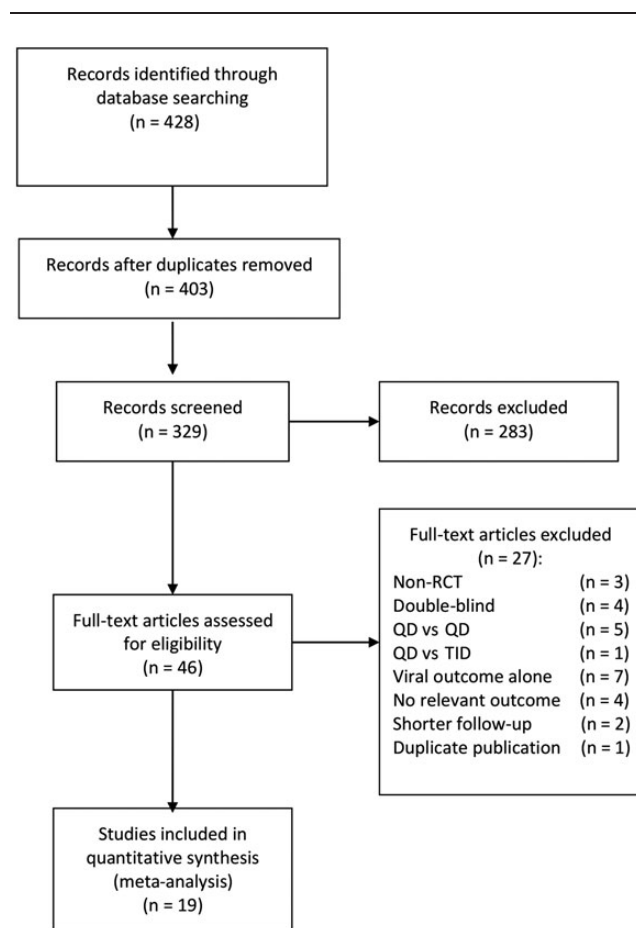 Records identified through
database searching
(n = 428)
Records after duplicates removed
(n = 403)
Records screened
(n = 329)
Records excluded
(n = 283)
Full-text articles assessed
for eligibility
(n = 46)
Full-text articles excluded
(n = 27):
Non-RCT (n = 3)
Double-blind (n = 4)
QD vs QD (n = 5)
QD vs TID (n = 1)
Viral outcome alone (n = 7)
No relevant outcome (n = 4)
Shorter follow-up (n = 2)
Duplicate publication (n = 1)
Studies included in
quantitative synthesis
(meta-analysis)
(n = 19)